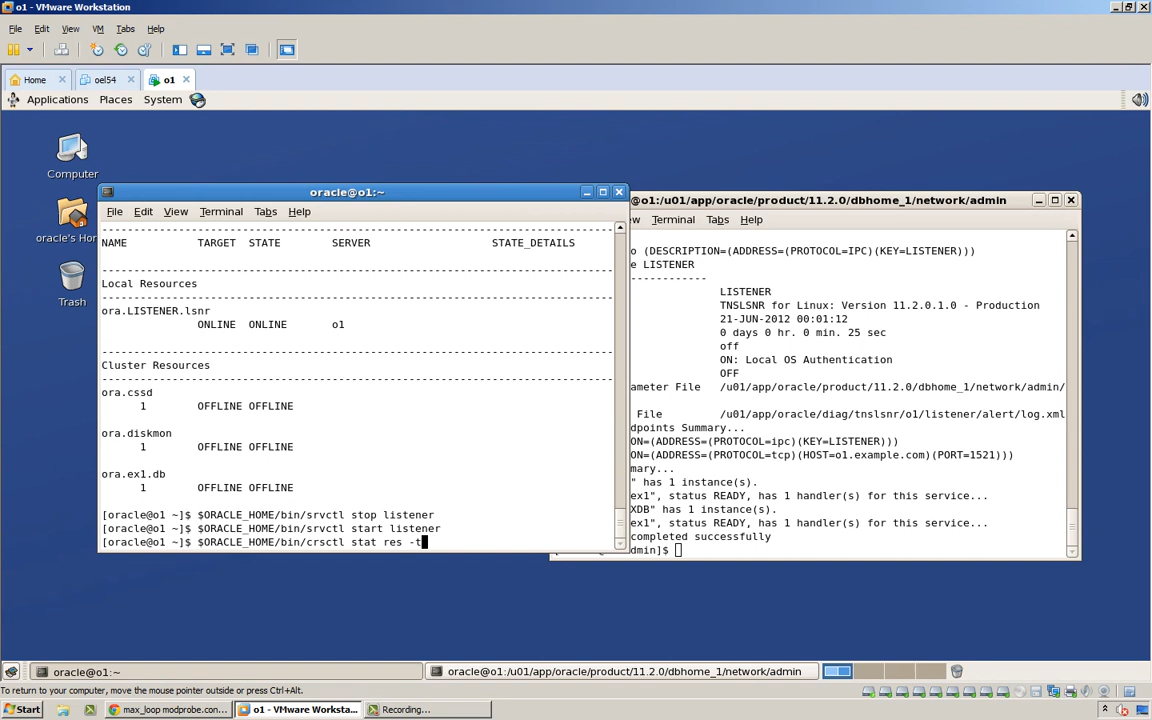 o1 - VMware Workstation
File Edit View VM Tabs Help
Home oel54 o1
Applications Places System
Computer
oracle's Hom
Trash
oracle@o1:~
File Edit View Terminal Tabs Help
--------------------------------------------------------------------------------
NAME TARGET STATE SERVER STATE_DETAILS
--------------------------------------------------------------------------------
Local Resources
--------------------------------------------------------------------------------
ora.LISTENER.lsnr
ONLINE ONLINE o1
--------------------------------------------------------------------------------
Cluster Resources
--------------------------------------------------------------------------------
ora.cssd
1 OFFLINE OFFLINE
ora.diskmon
1 OFFLINE OFFLINE
ora.ex1.db
1 OFFLINE OFFLINE
[oracle@o1 ~]$ $ORACLE_HOME/bin/srvctl stop listener
[oracle@o1 ~]$ $ORACLE_HOME/bin/srvctl start listener
[oracle@o1 ~]$ $ORACLE_HOME/bin/crsctl stat res -t
@o1:/u01/app/oracle/product/11.2.0/dbhome_1/network/admin
ew Terminal Tabs Help
o (DESCRIPTION=(ADDRESS=(PROTOCOL=IPC)(KEY=LISTENER)))
e LISTENER
------------
LISTENER
TNSLSNR for Linux: Version 11.2.0.1.0 - Production
21-JUN-2012 00:01:12
0 days 0 hr. 0 min. 25 sec
off
ON: Local OS Authentication
OFF
ameter File /u01/app/oracle/product/11.2.0/dbhome_1/network/admin/
File /u01/app/oracle/diag/tnslsnr/o1/listener/alert/log.xml
dpoints Summary...
ON=(ADDRESS=(PROTOCOL=ipc)(KEY=LISTENER)))
ON=(ADDRESS=(PROTOCOL=tcp)(HOST=o1.example.com)(PORT=1521)))
mary...
" has 1 instance(s).
ex1", status READY, has 1 handler(s) for this service...
XDB" has 1 instance(s).
ex1", status READY, has 1 handler(s) for this service...
completed successfully
dmin]$
oracle@o1:~ oracle@o1:/u01/app/oracle/product/11.2.0/dbhome_1/network/admin
To return to your computer, move the mouse pointer outside or press Ctrl+Alt.
Start max_loop modprobe.con... o1 - VMware Worksta... Recording...